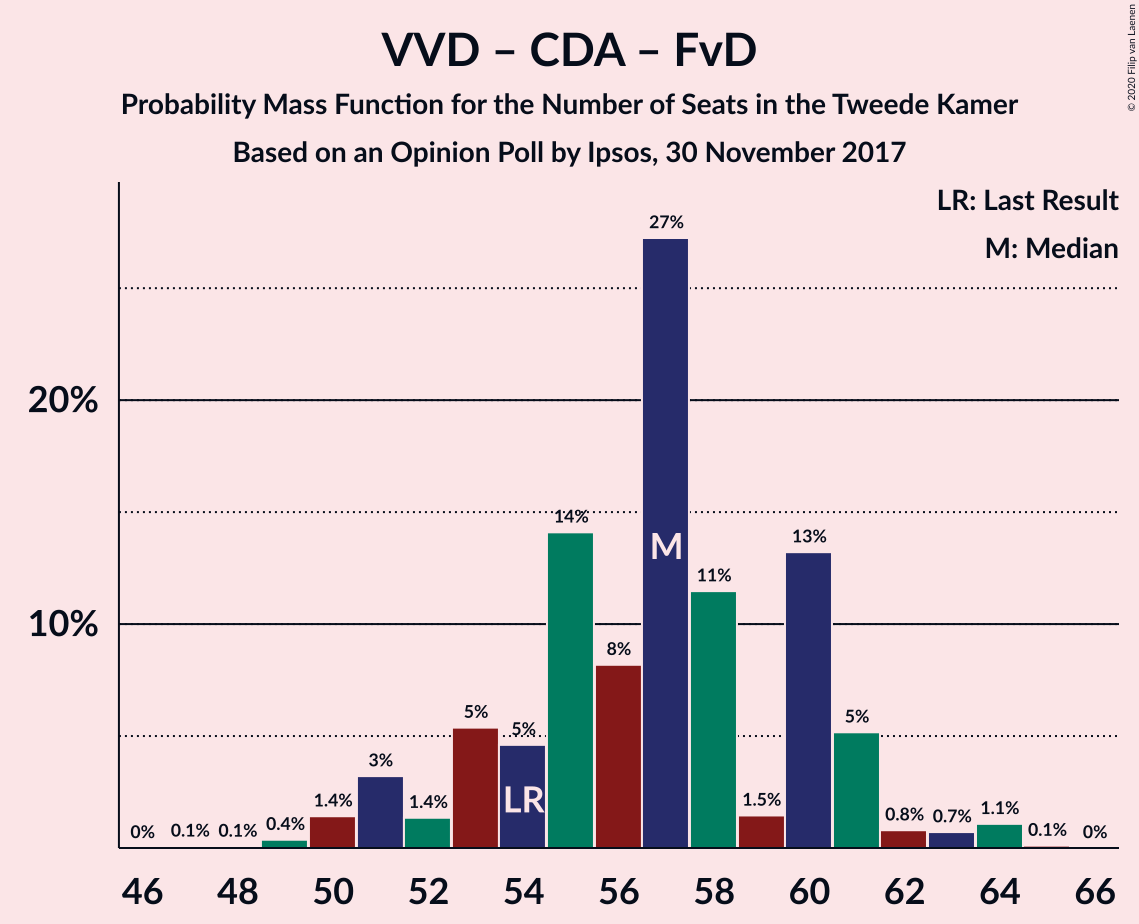 VVD – CDA – FvD
Probability Mass Function for the Number of Seats in the Tweede Kamer
Based on an Opinion Poll by Ipsos, 30 November 2017
© 2020 Filip van Laenen
LR: Last Result
M: Median
20%
10%
0%
0.1%
0.1%
0.4%
1.4%
3%
1.4%
5%
5%
14%
8%
27%
11%
1.5%
13%
5%
0.8%
0.7%
1.1%
0.1%
0%
LR
M
46 48 50 52 54 56 58 60 62 64 66